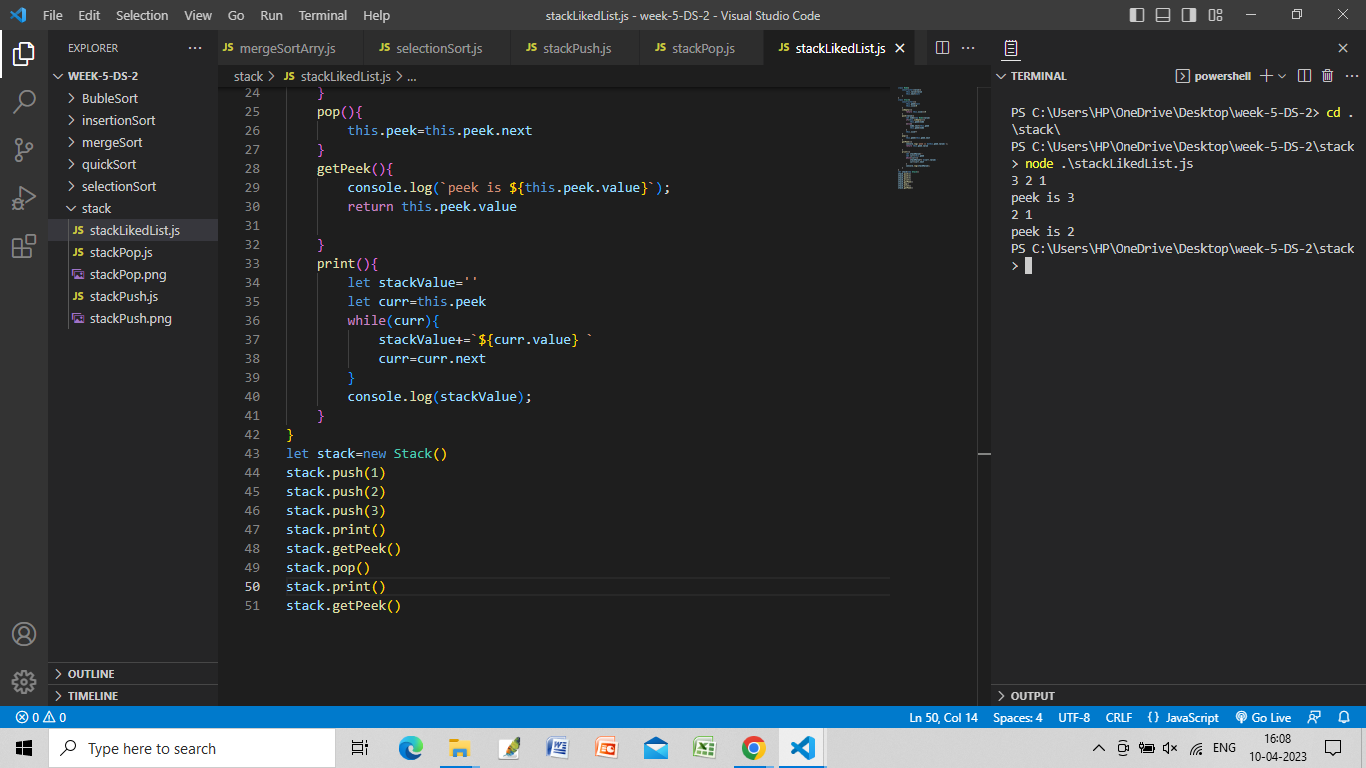 File Edit Selection View Go Run Terminal Help stackLikedList.js - week-5-DS-2 - Visual Studio Code
EXPLORER
WEEK-5-DS-2
BubleSort
insertionSort
mergeSort
quickSort
selectionSort
stack
JS stackLikedList.js
JS stackPop.js
stackPop.png
JS stackPush.js
stackPush.png
OUTLINE
TIMELINE
JS mergeSortArry.js JS selectionSort.js JS stackPush.js JS stackPop.js JS stackLikedList.js
stack > JS stackLikedList.js > ...
24 }
25 pop(){
26 this.peek=this.peek.next
27 }
28 getPeek(){
29 console.log(`peek is ${this.peek.value}`);
30 return this.peek.value
31
32 }
33 print(){
34 let stackValue=''
35 let curr=this.peek
36 while(curr){
37 stackValue+=`${curr.value} `
38 curr=curr.next
39 }
40 console.log(stackValue);
41 }
42 }
43 let stack=new Stack()
44 stack.push(1)
45 stack.push(2)
46 stack.push(3)
47 stack.print()
48 stack.getPeek()
49 stack.pop()
50 stack.print()
51 stack.getPeek()
TERMINAL powershell
PS C:\Users\HP\OneDrive\Desktop\week-5-DS-2> cd .
\stack\
PS C:\Users\HP\OneDrive\Desktop\week-5-DS-2\stack
> node .\stackLikedList.js
3 2 1
peek is 3
2 1
peek is 2
PS C:\Users\HP\OneDrive\Desktop\week-5-DS-2\stack
>
OUTPUT
0 0 Ln 50, Col 14 Spaces: 4 UTF-8 CRLF {} JavaScript Go Live
Type here to search
ENG
16:08
10-04-2023